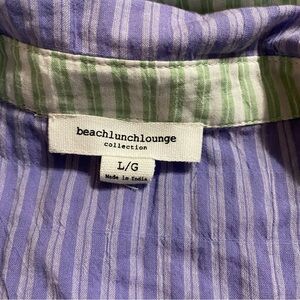 beachlunchlounge
collection
L/G
Made in India